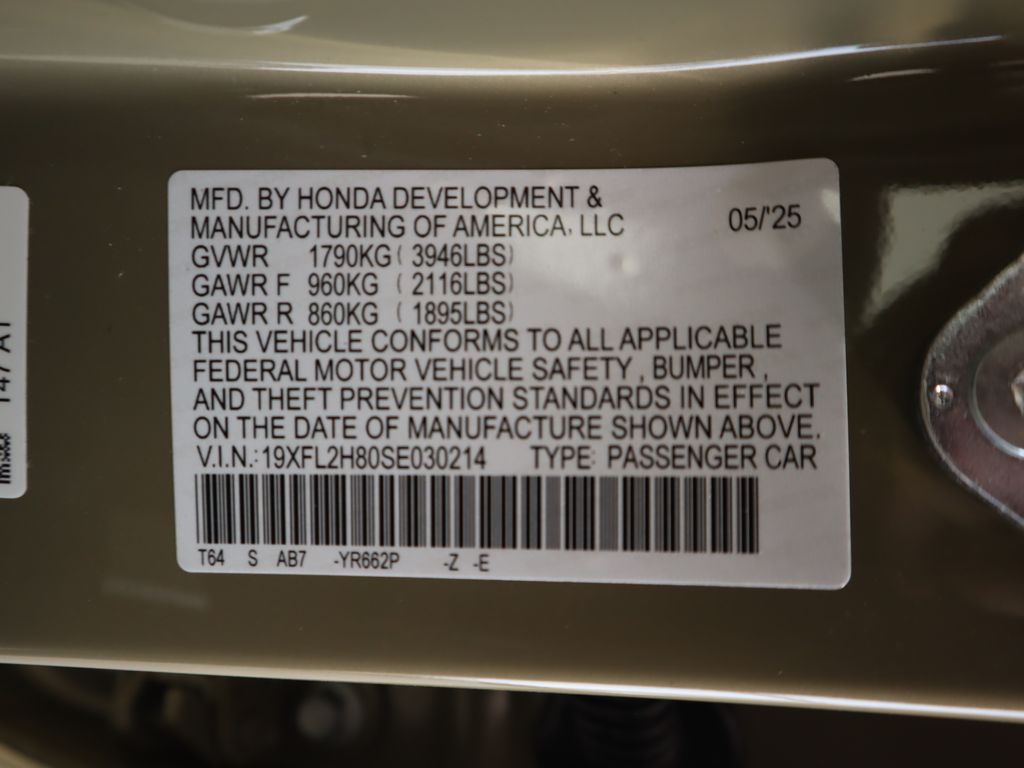 MFD. BY HONDA DEVELOPMENT &
MANUFACTURING OF AMERICA, LLC 05/'25
GVWR 1790KG ( 3946LBS)
GAWR F 960KG ( 2116LBS)
GAWR R 860KG ( 1895LBS)
THIS VEHICLE CONFORMS TO ALL APPLICABLE
FEDERAL MOTOR VEHICLE SAFETY , BUMPER ,
AND THEFT PREVENTION STANDARDS IN EFFECT
ON THE DATE OF MANUFACTURE SHOWN ABOVE.
V.I.N.: 19XFL2H80SE030214 TYPE: PASSENGER CAR
T64 S AB7 -YR662P -Z -E
147 A1